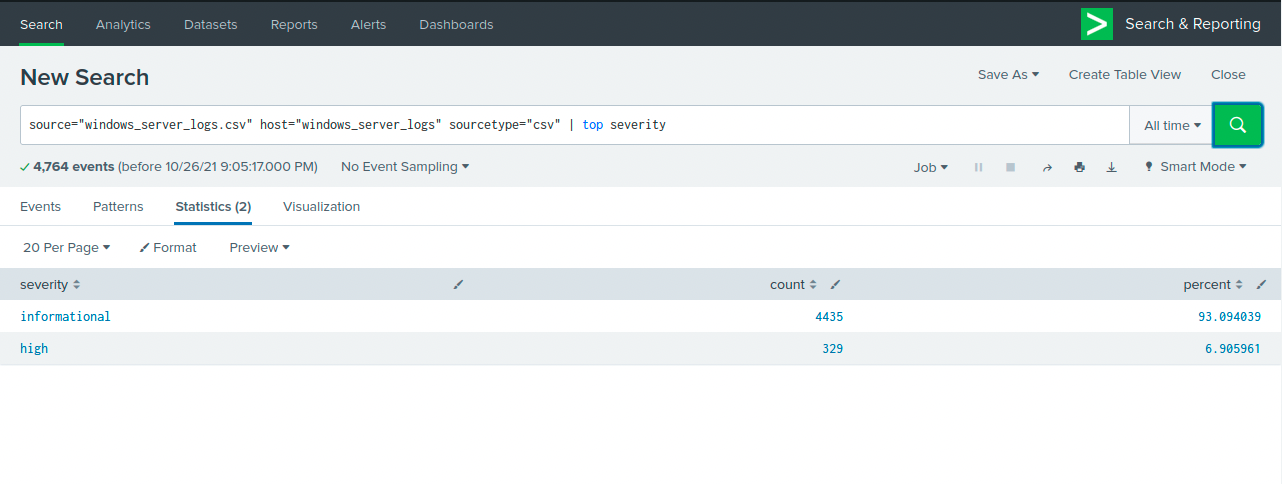 Search Analytics Datasets Reports Alerts Dashboards Search & Reporting
New Search Save As Create Table View Close
source="windows_server_logs.csv" host="windows_server_logs" sourcetype="csv" | top severity All time
4,764 events (before 10/26/21 9:05:17.000 PM) No Event Sampling Job Smart Mode
Events Patterns Statistics (2) Visualization
20 Per Page Format Preview
severity count percent
informational 4435 93.094039
high 329 6.905961